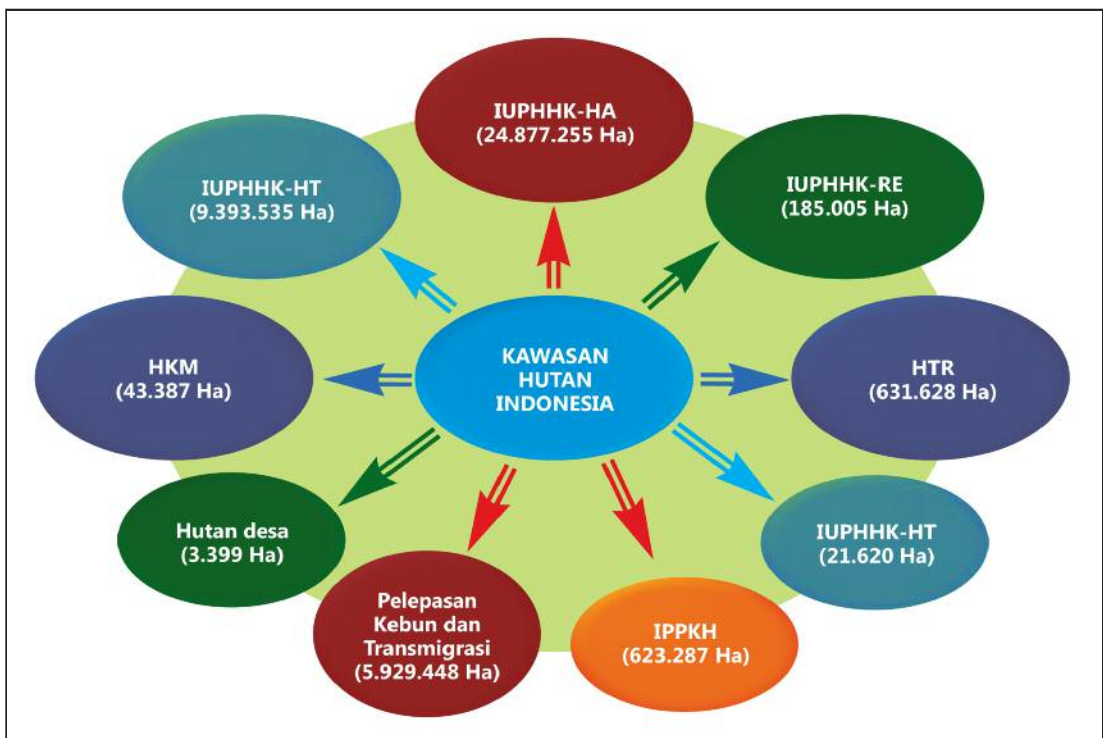 IUPHHK-HA
(24.877.255 Ha)
IUPHHK-HT
(9.393.535 Ha)
IUPHHK-RE
(185.005 Ha)
HKM
(43.387 Ha)
KAWASAN
HUTAN
INDONESIA
HTR
(631.628 Ha)
Hutan desa
(3.399 Ha)
IUPHHK-HT
(21.620 Ha)
Pelepasan
Kebun dan
Transmigrasi
(5.929.448 Ha)
IPPKH
(623.287 Ha)